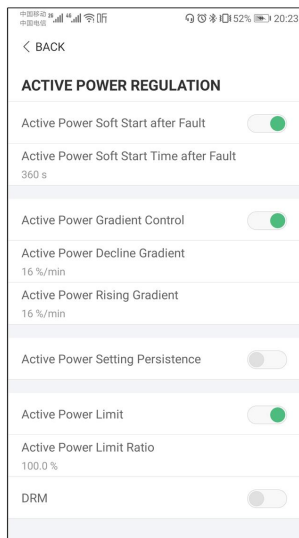 中国移动 26 46
中国电信 52% 20:23
BACK
ACTIVE POWER REGULATION
Active Power Soft Start after Fault
Active Power Soft Start Time after Fault
360 s
Active Power Gradient Control
Active Power Decline Gradient
16 %/min
Active Power Rising Gradient
16 %/min
Active Power Setting Persistence
Active Power Limit
Active Power Limit Ratio
100.0 %
DRM